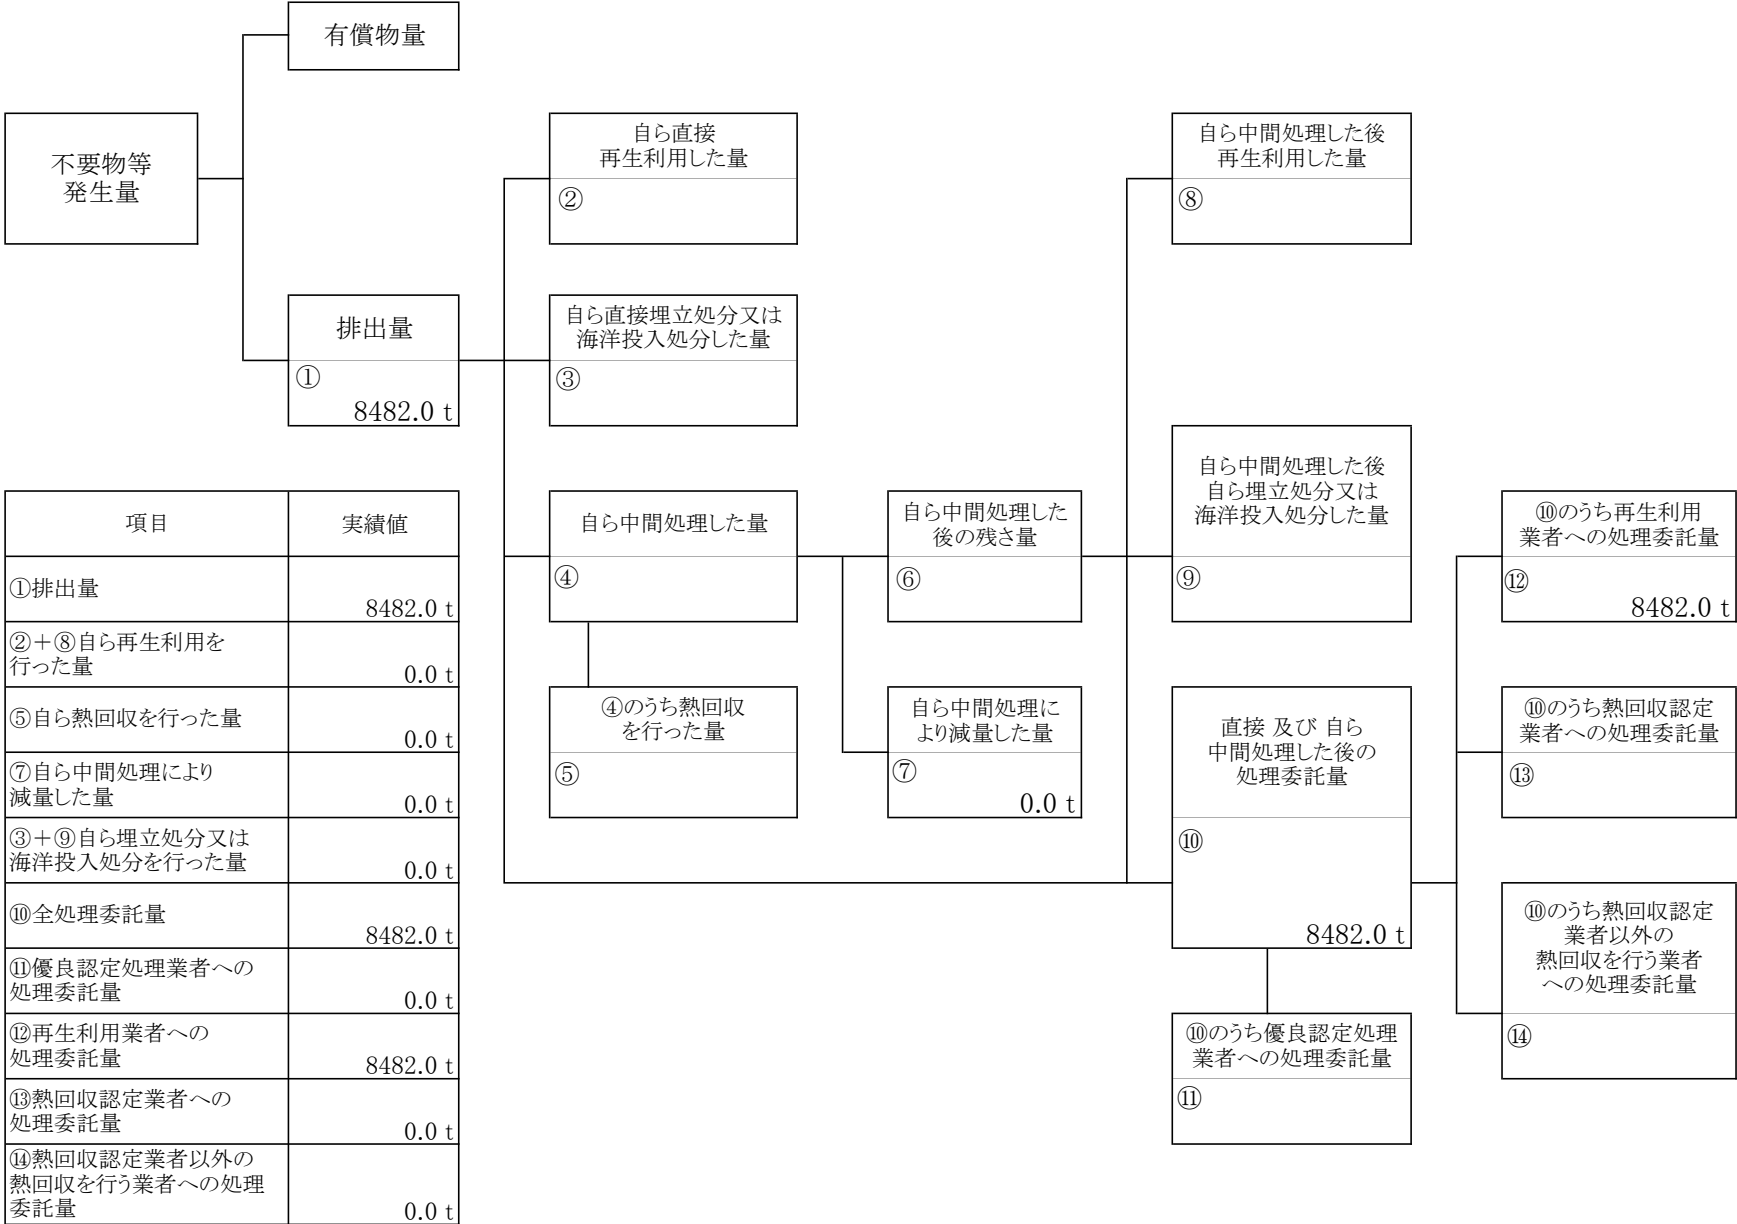 有償物量
不要物等
発生量
自ら直接
再生利用した量
②
自ら中間処理した後
再生利用した量
⑧
排出量
①
8482.0 t
自ら直接埋立処分又は
海洋投入処分した量
③
自ら中間処理した量
④
自ら中間処理した
後の残さ量
⑥
自ら中間処理した後
自ら埋立処分又は
海洋投入処分した量
⑨
⑩のうち再生利用
業者への処理委託量
⑫
8482.0 t
④のうち熱回収
を行った量
⑤
自ら中間処理に
より減量した量
⑦
0.0 t
直接 及び 自ら
中間処理した後の
処理委託量
⑩
8482.0 t
⑩のうち熱回収認定
業者への処理委託量
⑬
⑩のうち熱回収認定
業者以外の
熱回収を行う業者
への処理委託量
⑭
⑩のうち優良認定処理
業者への処理委託量
⑪
項目
実績値
①排出量
8482.0 t
②+⑧自ら再生利用を
行った量
0.0 t
⑤自ら熱回収を行った量
0.0 t
⑦自ら中間処理により
減量した量
0.0 t
③+⑨自ら埋立処分又は
海洋投入処分を行った量
0.0 t
⑩全処理委託量
8482.0 t
⑪優良認定処理業者への
処理委託量
0.0 t
⑫再生利用業者への
処理委託量
8482.0 t
⑬熱回収認定業者への
処理委託量
0.0 t
⑭熱回収認定業者以外の
熱回収を行う業者への処理
委託量
0.0 t